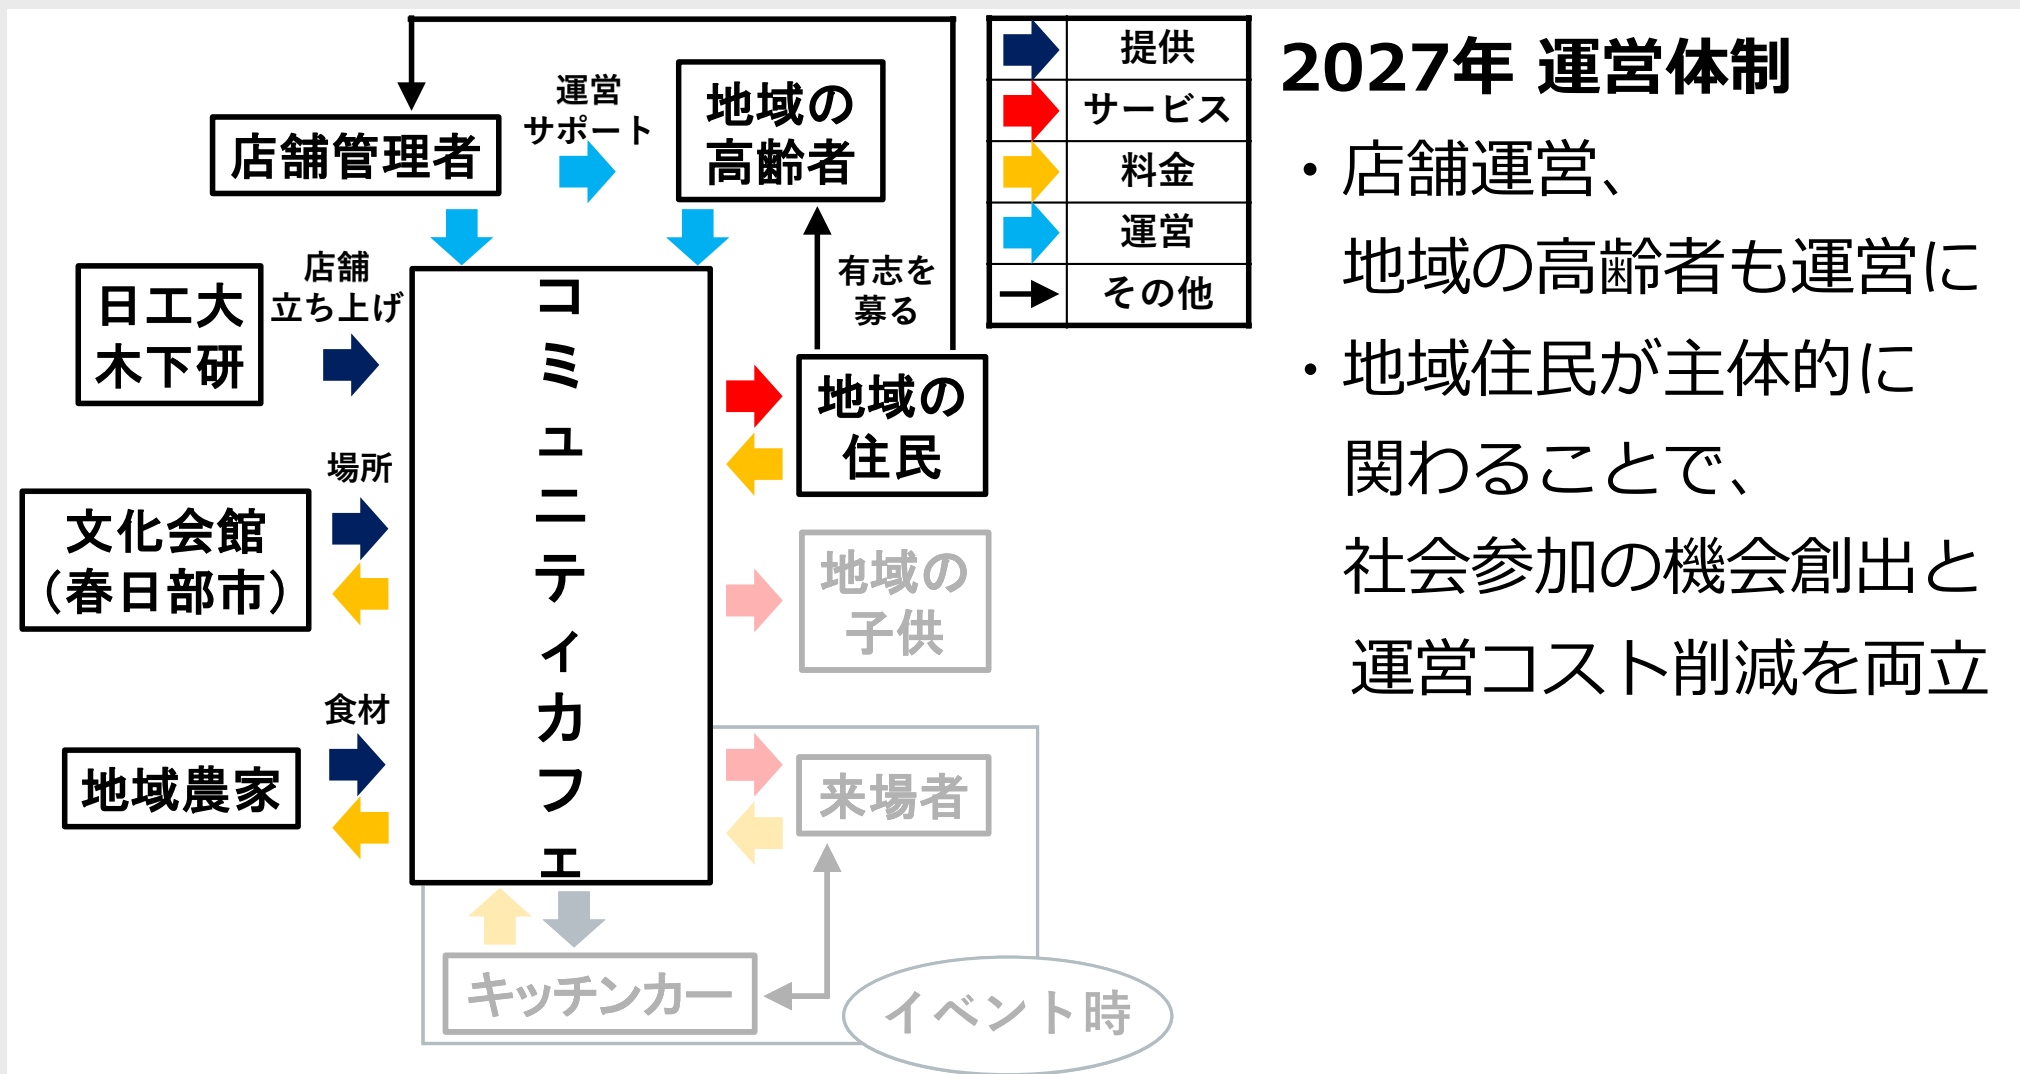 運営
サポート
地域の
高齢者
店舗管理者
提供
サービス
料金
運営
その他
日工大
木下研
店舗
立ち上げ
有志を
募る
コミュニティカフェ
地域の
住民
場所
文化会館
（春日部市）
地域の
子供
食材
地域農家
来場者
キッチンカー
イベント時
2027年 運営体制
・店舗運営、
地域の高齢者も運営に
・地域住民が主体的に
関わることで、
社会参加の機会創出と
運営コスト削減を両立